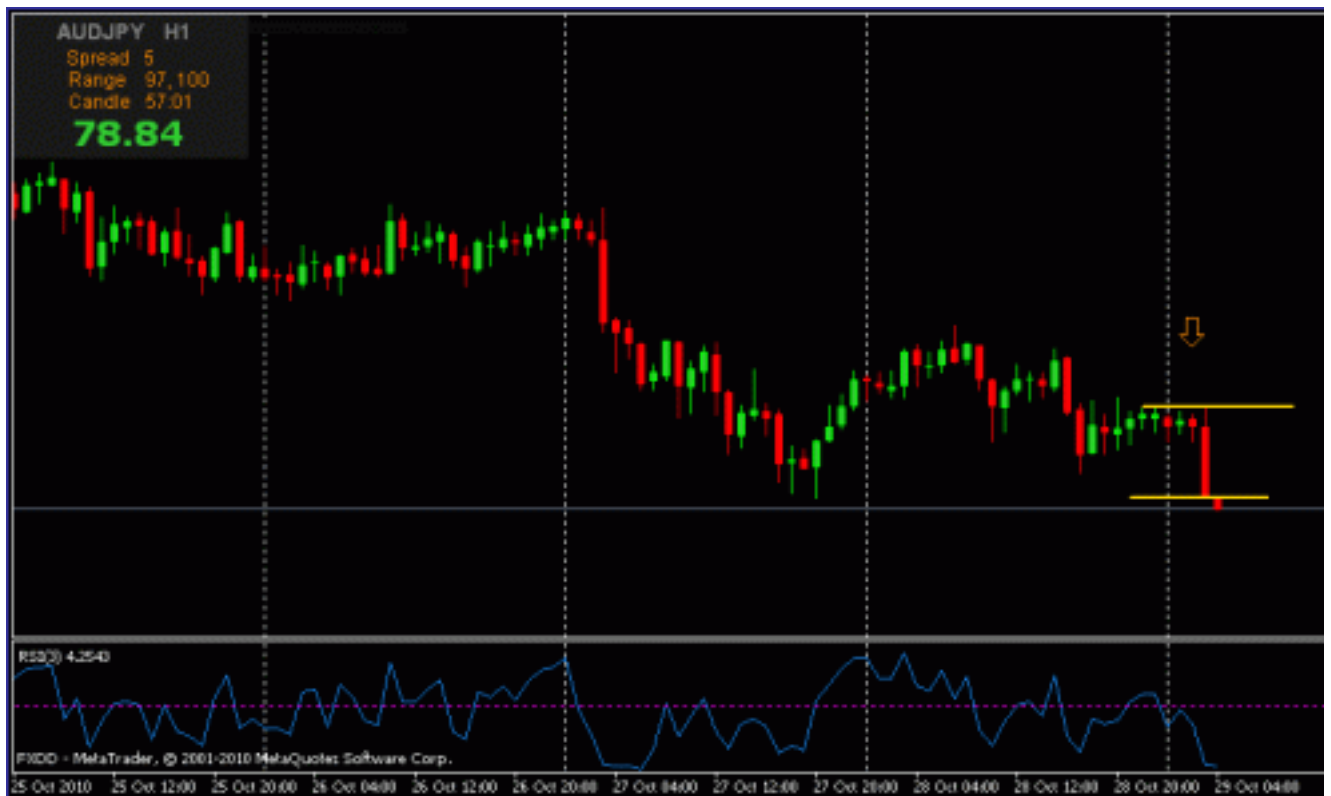 AUDJPY H1
Spread 5
Range 97,100
Candle 57:01
78.84
RSI(3) 4.2543
FXDD - MetaTrader, © 2001-2010 MetaQuotes Software Corp.
25 Oct 2010 25 Oct 12:00 25 Oct 20:00 26 Oct 04:00 26 Oct 12:00 26 Oct 20:00 27 Oct 04:00 27 Oct 12:00 27 Oct 20:00 28 Oct 04:00 28 Oct 12:00 28 Oct 20:00 29 Oct 04:00